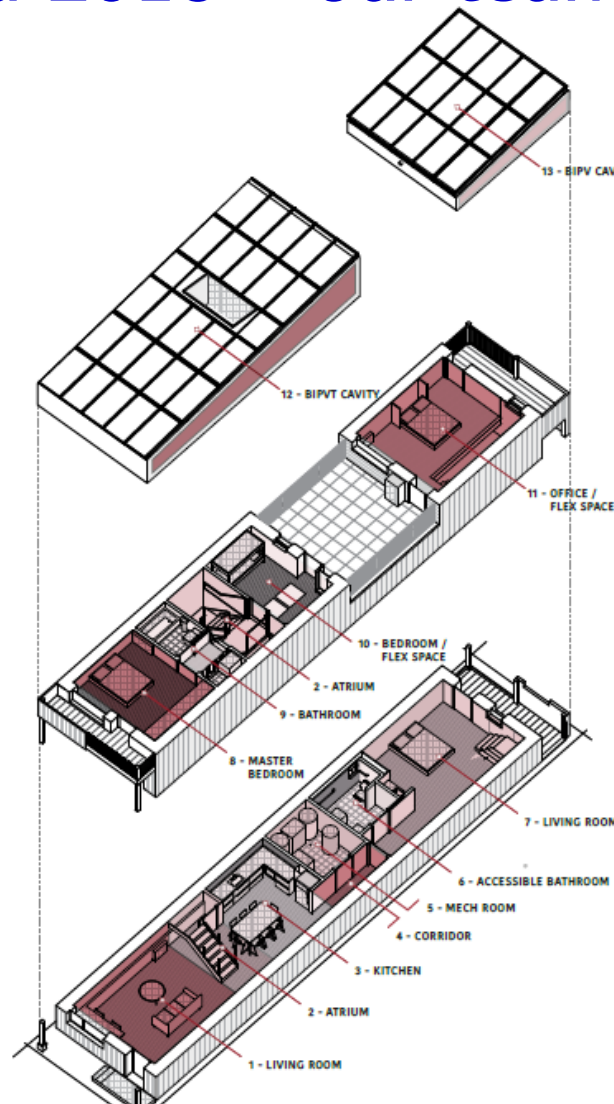 13 - BIPV CAV
12 - BIPVT CAVITY
11 - OFFICE /
FLEX SPACE
10 - BEDROOM /
FLEX SPACE
2 - ATRIUM
9 - BATHROOM
8 - MASTER
BEDROOM
7 - LIVING ROOM
6 - ACCESSIBLE BATHROOM
5 - MECH ROOM
4 - CORRIDOR
3 - KITCHEN
2 - ATRIUM
1 - LIVING ROOM